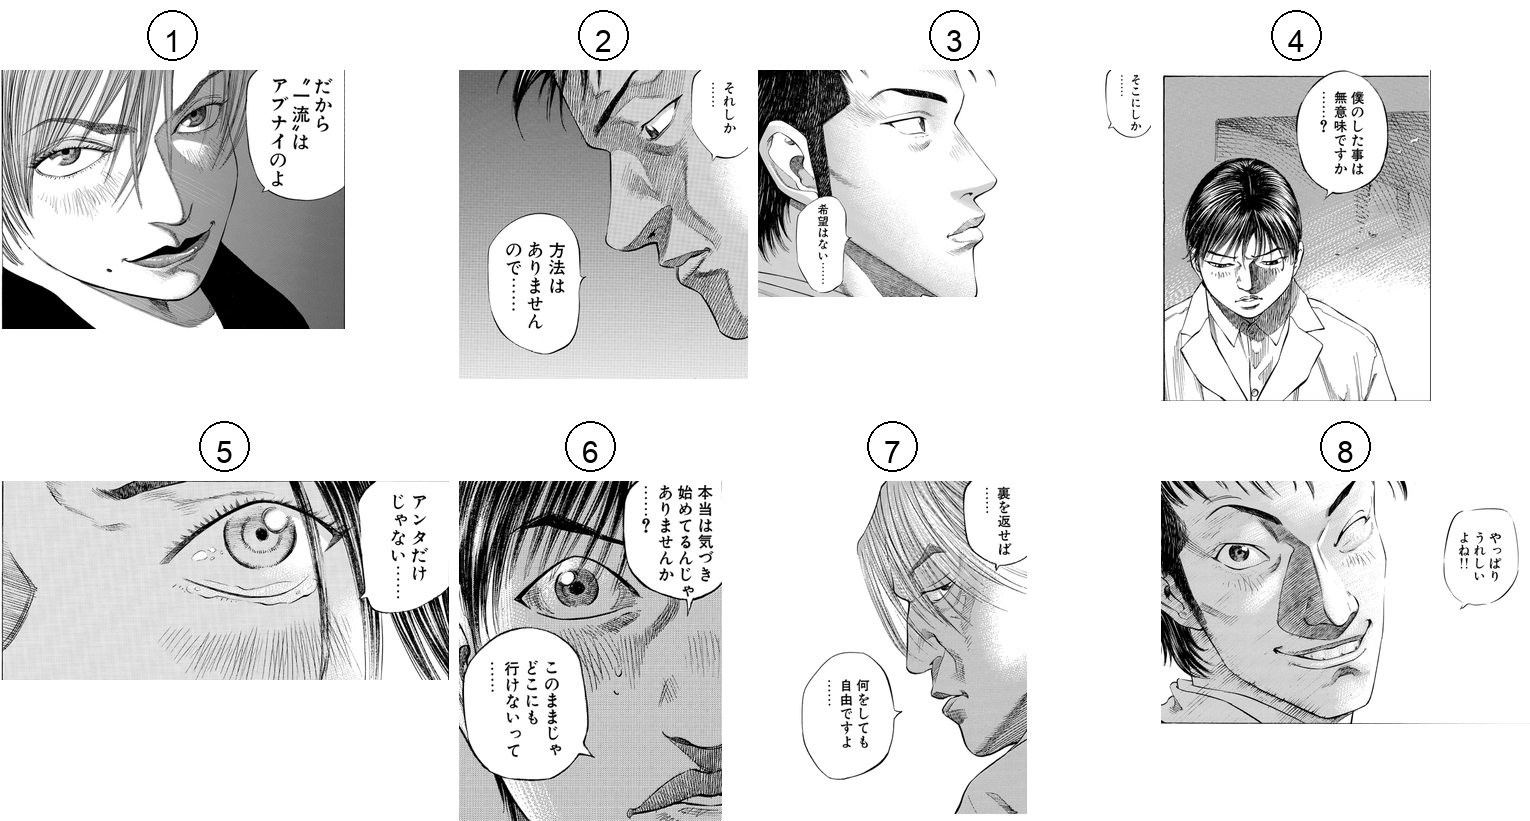 1
だから
〝一流〟は
アブナイのよ
2
それしか
……
方法は
ありません
ので………
3
そこにしか
……
希望はない……
4
僕のした事は
無意味ですか
……?
5
アンタだけ
じゃない……
6
本当は気づき
始めてるんじゃ
ありませんか
……?
このままじゃ
どこにも
行けないって
……
7
裏を返せば
……
何をしても
自由ですよ
……
8
やっぱり
うれしい
よね!!